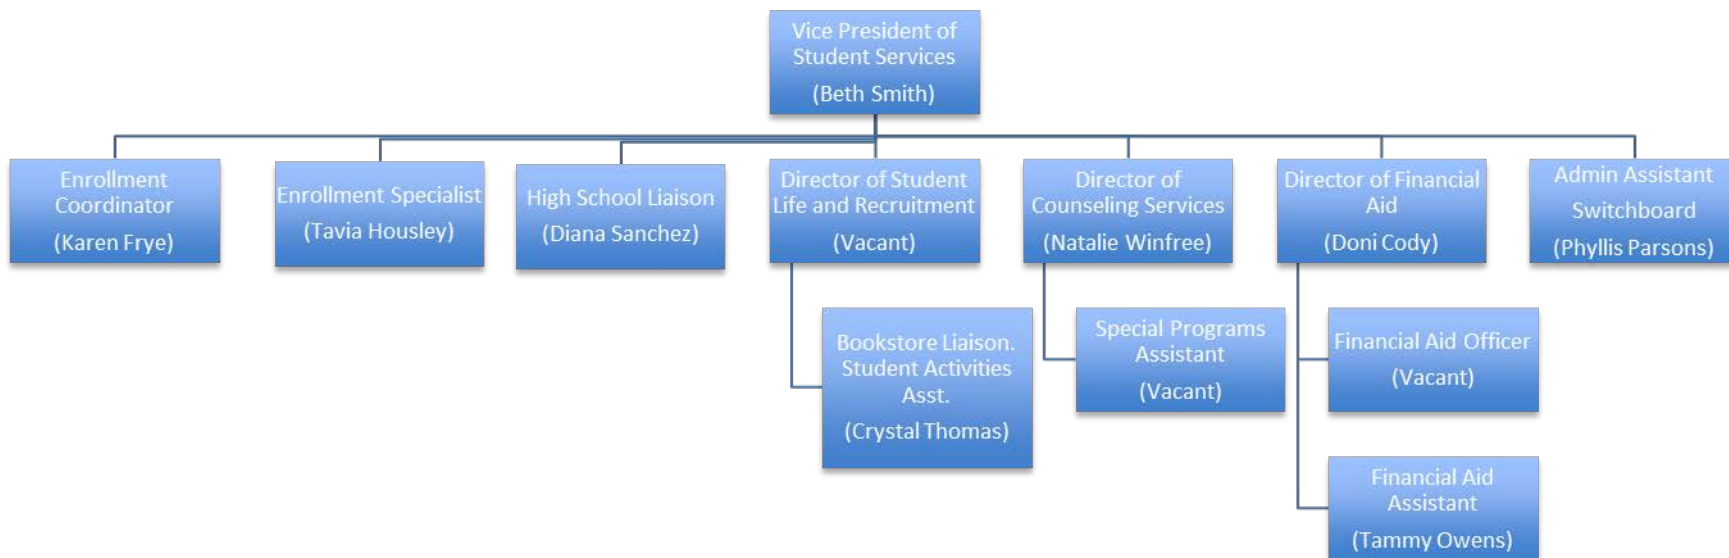 Vice President of
Student Services
(Beth Smith)
Enrollment
Coordinator
(Karen Frye)
Enrollment Specialist
(Tavia Housley)
High School Liaison
(Diana Sanchez)
Director of Student
Life and Recruitment
(Vacant)
Director of
Counseling Services
(Natalie Winfree)
Director of Financial
Aid
(Doni Cody)
Admin Assistant
Switchboard
(Phyllis Parsons)
Bookstore Liaison.
Student Activities
Asst.
(Crystal Thomas)
Special Programs
Assistant
(Vacant)
Financial Aid Officer
(Vacant)
Financial Aid
Assistant
(Tammy Owens)